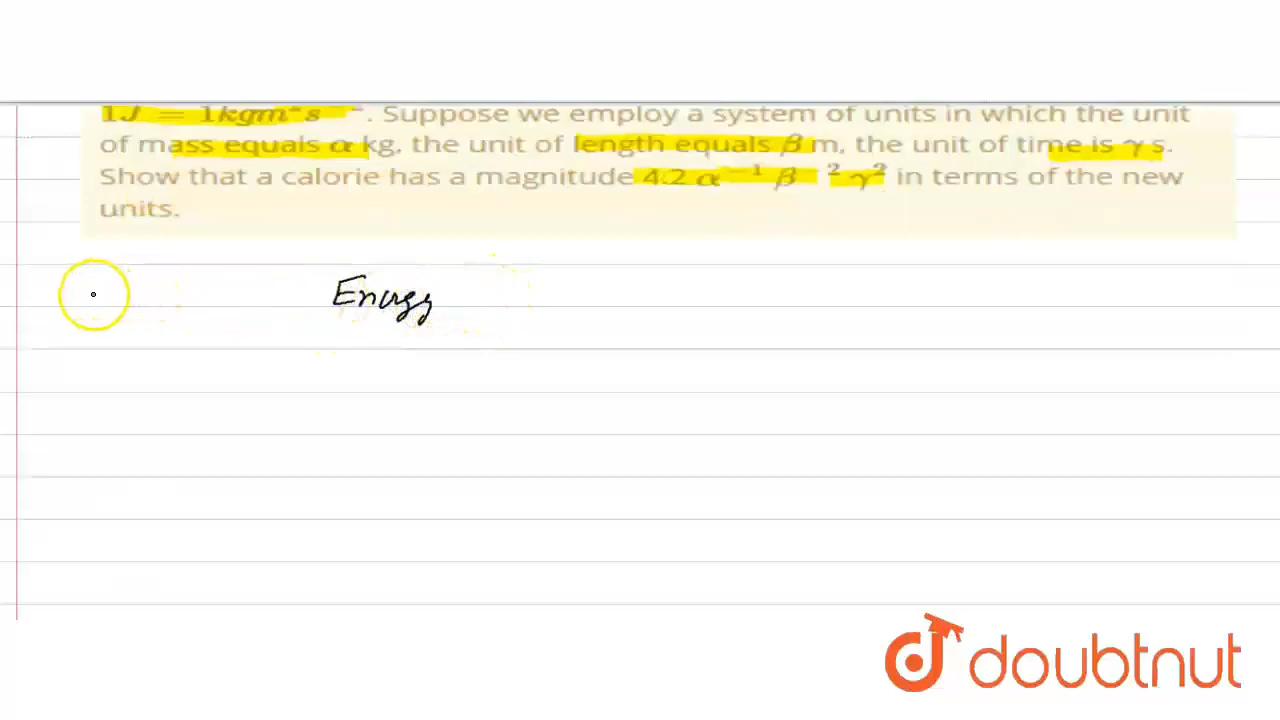 1J = 1kgm²s⁻². Suppose we employ a system of units in which the unit
of mass equals α kg, the unit of length equals β m, the unit of time is γ s.
Show that a calorie has a magnitude 4.2 α⁻¹ β⁻² γ² in terms of the new
units.
Energy
doubtnut